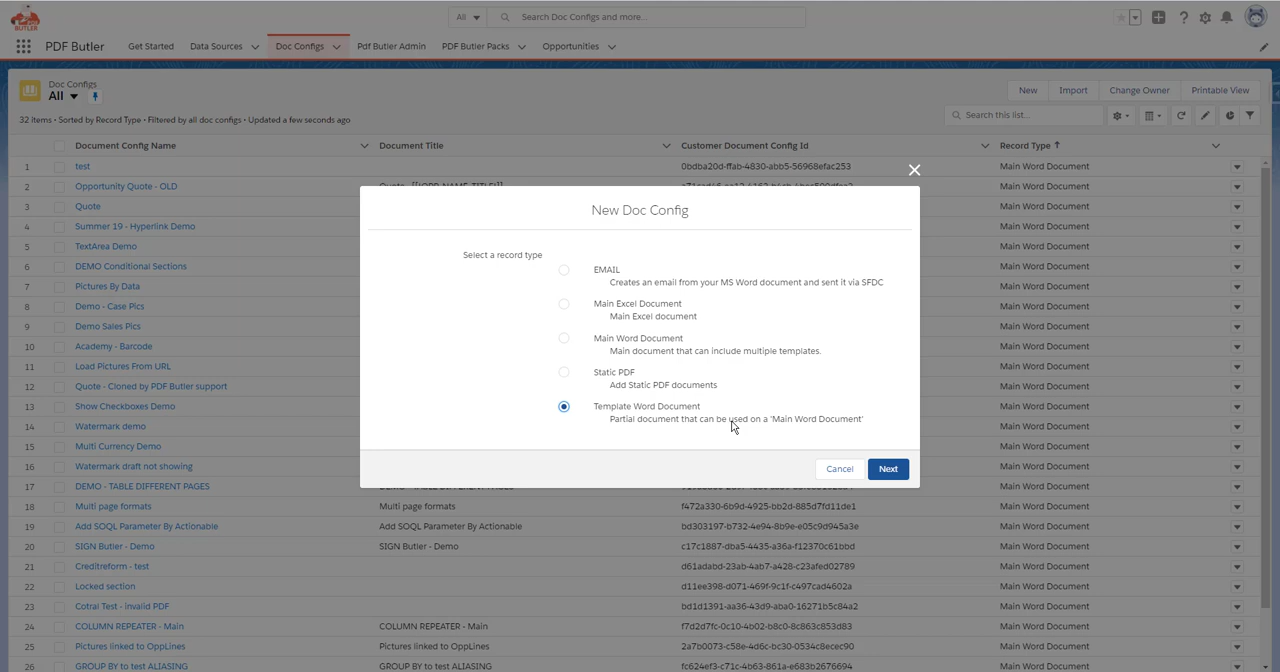 BUTLER
All
Search Doc Configs and more...
PDF Butler
Get Started
Data Sources
Doc Configs
Pdf Butler Admin
PDF Butler Packs
Opportunities
Doc Configs
All
New
Import
Change Owner
Printable View
32 items • Sorted by Record Type • Filtered by all doc configs • Updated a few seconds ago
Search this list...
Document Config Name
Document Title
Customer Document Config Id
Record Type
1 test 0bdba20d-ffab-4830-abb5-56968efac253 Main Word Document
2 Opportunity Quote - OLD Quote - [[!OPP_NAME_TITLE!]] Main Word Document
3 Quote Main Word Document
4 Summer 19 - Hyperlink Demo Main Word Document
5 TextArea Demo Main Word Document
6 DEMO Conditional Sections Main Word Document
7 Pictures By Data Main Word Document
8 Demo - Case Pics Main Word Document
9 Demo Sales Pics Main Word Document
10 Academy - Barcode Main Word Document
11 Load Pictures From URL Main Word Document
12 Quote - Cloned by PDF Butler support Main Word Document
13 Show Checkboxes Demo Main Word Document
14 Watermark demo Main Word Document
15 Multi Currency Demo Main Word Document
16 Watermark draft not showing Main Word Document
17 DEMO - TABLE DIFFERENT PAGES Main Word Document
18 Multi page formats Multi page formats f472a330-6b9d-4925-bb2d-885d7fd11de1 Main Word Document
19 Add SOQL Parameter By Actionable Add SOQL Parameter By Actionable bd303197-b732-4e94-8b9e-e05c9d945a3e Main Word Document
20 SIGN Butler - Demo SIGN Butler - Demo c17c1887-dba5-4435-a36a-f12370c61bbd Main Word Document
21 Creditreform - test d61adabd-23ab-4ab7-a428-c23afed02789 Main Word Document
22 Locked section d11ee398-d071-469f-9c1f-c497cad4602a Main Word Document
23 Cotral Test - Invalid PDF bd1d1391-aa36-43d9-aba0-16271b5c84a2 Main Word Document
24 COLUMN REPEATER - Main COLUMN REPEATER - Main f7d2d7fc-0c10-4b02-b8c0-8c863c853d83 Main Word Document
25 Pictures linked to OppLines Pictures linked to OppLines 2a7b0073-c58e-4d6c-bc30-0534c8ecec90 Main Word Document
26 GROUP BY to test ALIASING GROUP BY to test ALIASING fc624ef3-c71c-4b63-861a-e683b2676694 Main Word Document
New Doc Config
Select a record type
EMAIL
Creates an email from your MS Word document and sent it via SFDC
Main Excel Document
Main Excel document
Main Word Document
Main document that can include multiple templates.
Static PDF
Add Static PDF documents
Template Word Document
Partial document that can be used on a 'Main Word Document'
Cancel
Next